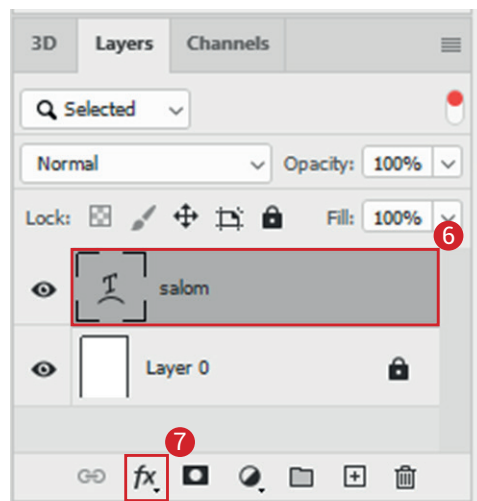 3D Layers Channels
Selected
Normal Opacity: 100%
Lock: Fill: 100%
6
T salom
Layer 0
7
fx